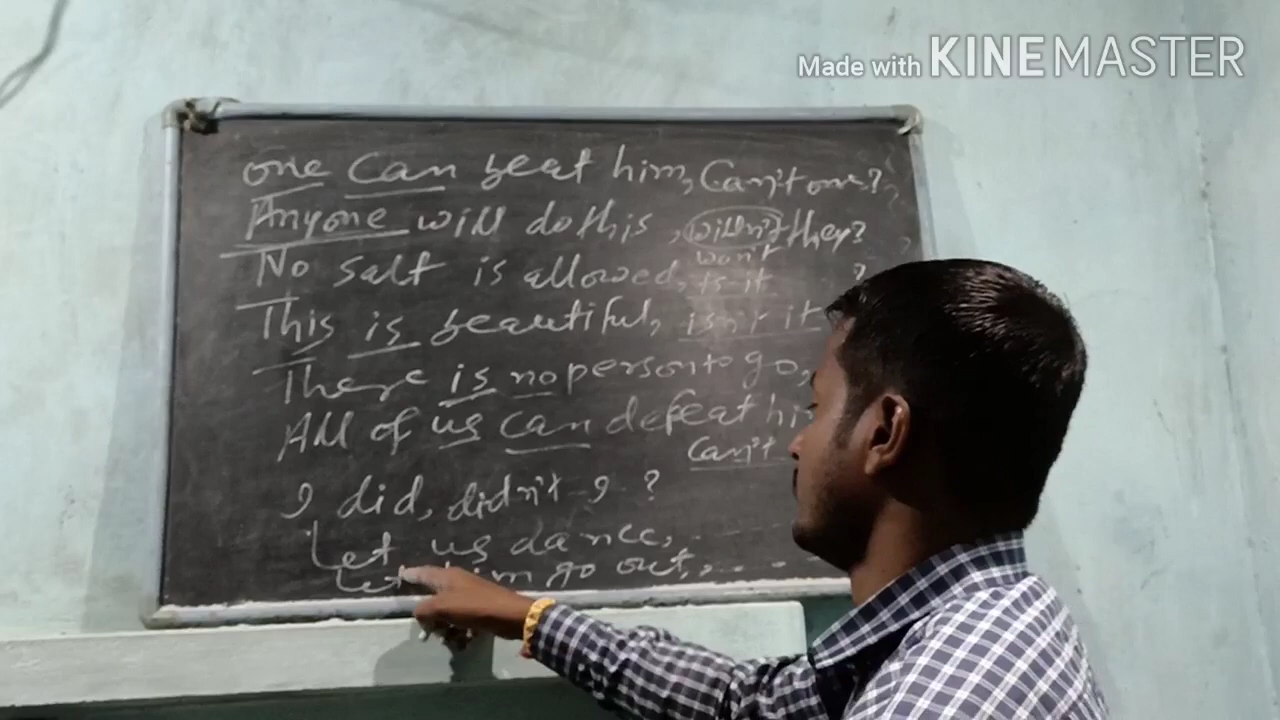 Made with KINEMASTER
one can beat him, Can't one?
Anyone will do this, willn't they?
won't
No salt is allowed, is it ?
This is beautiful, isn't it
There is no person to go,
All of us can defeat hi
can't
I did, didn't I ?
Let us dance, ...
Let him go out, ....